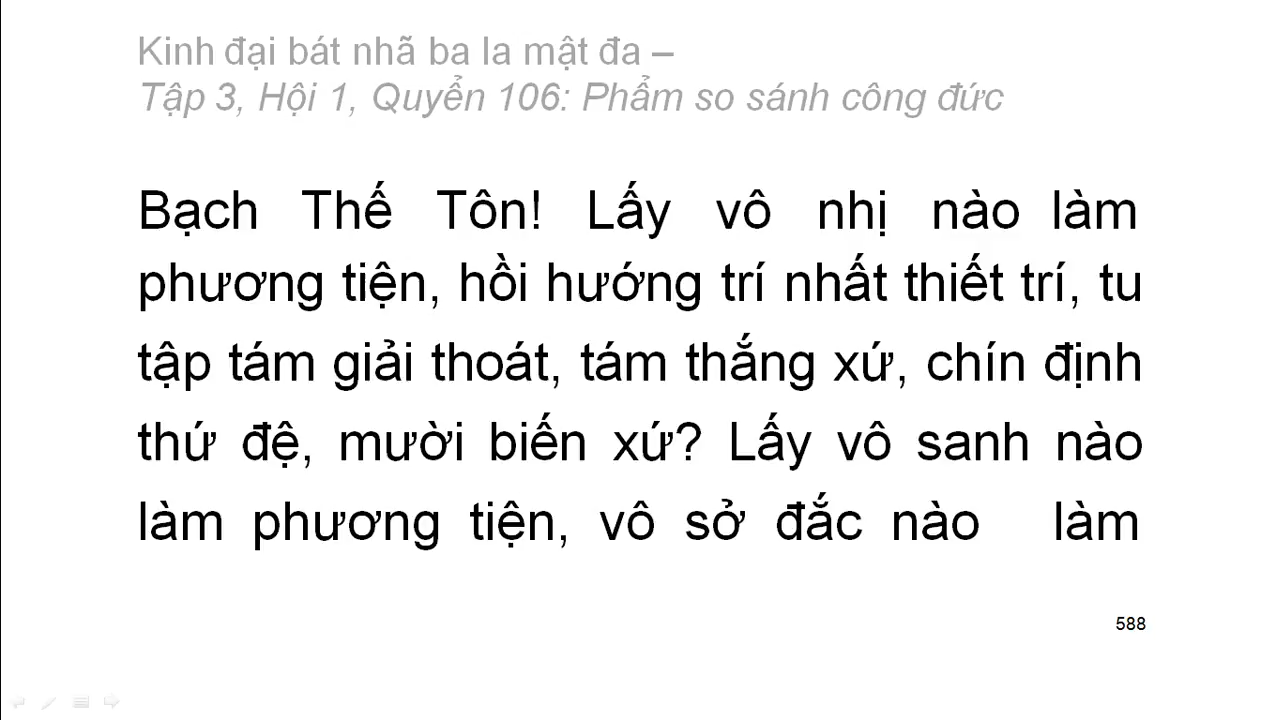 Kinh đại bát nhã ba la mật đa –
Tập 3, Hội 1, Quyển 106: Phẩm so sánh công đức
Bạch Thế Tôn! Lấy vô nhị nào làm
phương tiện, hồi hướng trí nhất thiết trí, tu
tập tám giải thoát, tám thắng xứ, chín định
thứ đệ, mười biến xứ? Lấy vô sanh nào
làm phương tiện, vô sở đắc nào làm
588